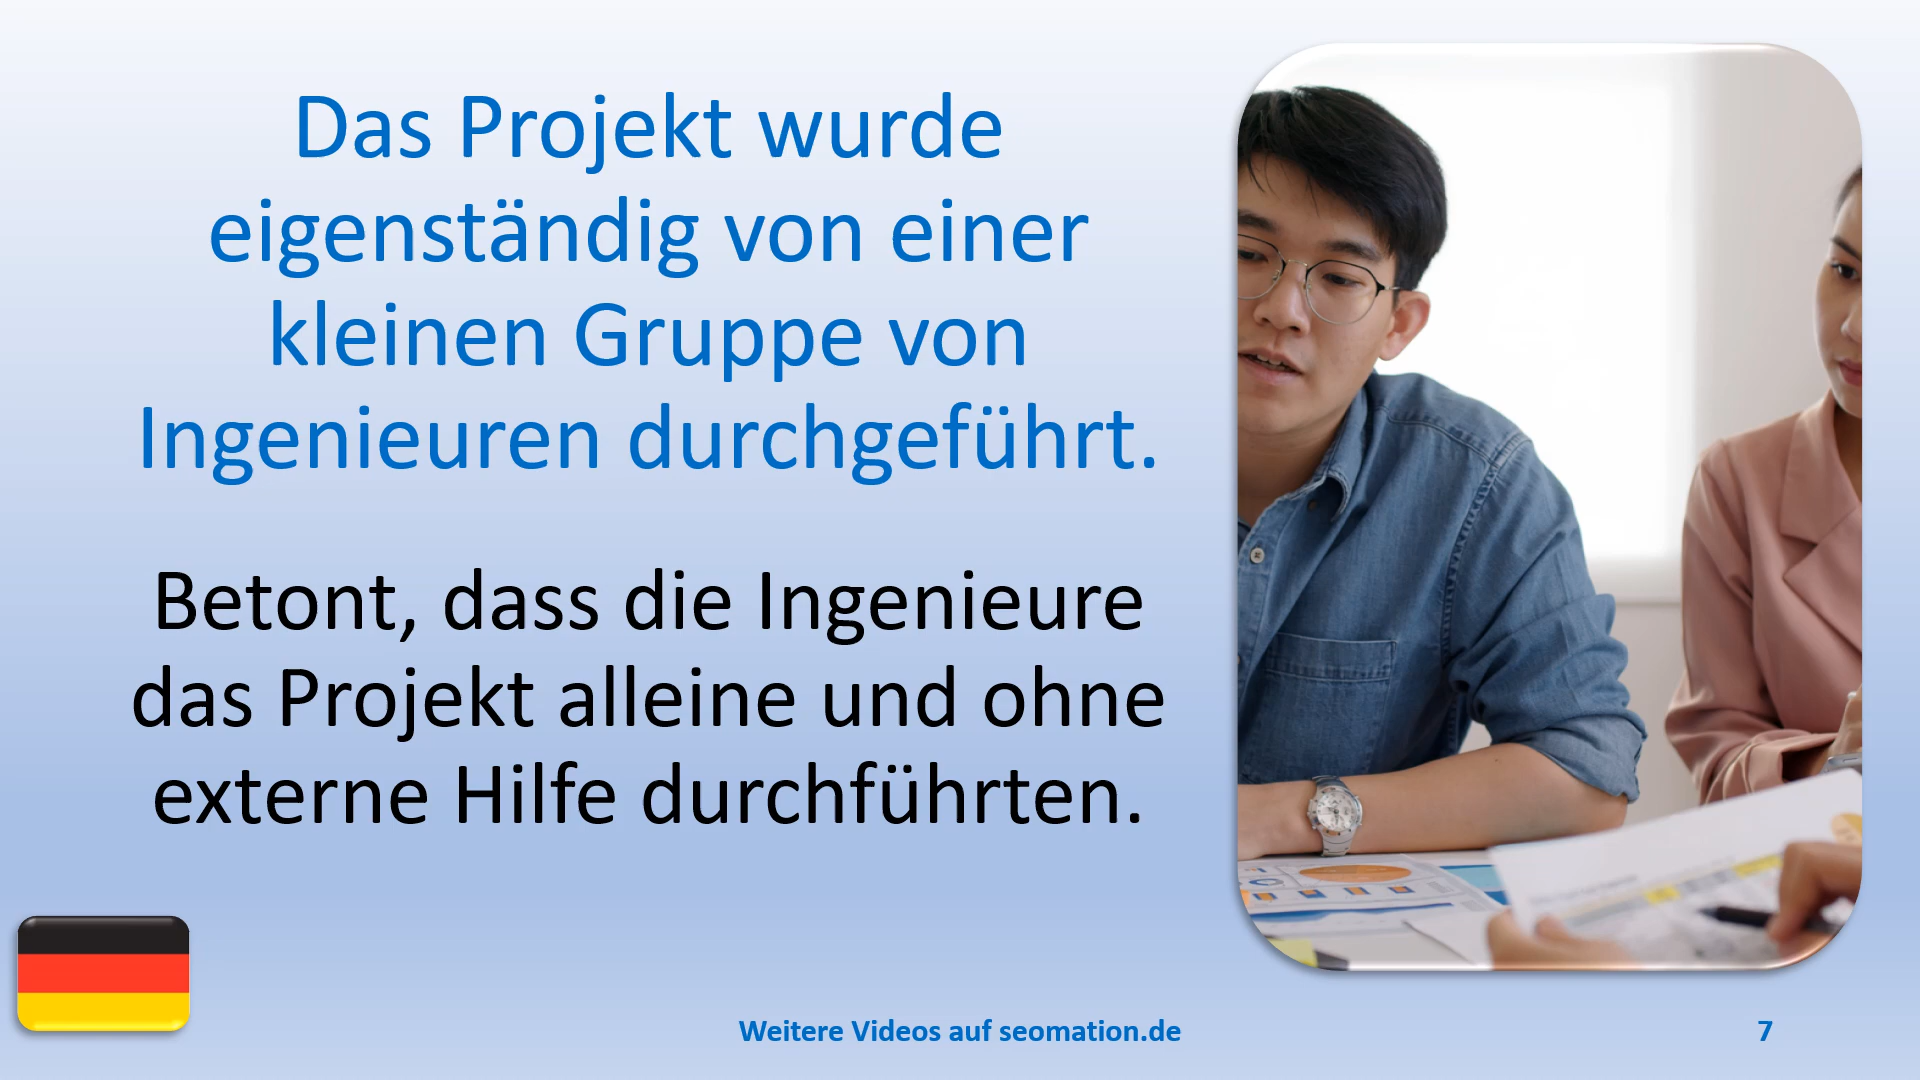 Das Projekt wurde
eigenständig von einer
kleinen Gruppe von
Ingenieuren durchgeführt.
Betont, dass die Ingenieure
das Projekt alleine und ohne
externe Hilfe durchführten.
Weitere Videos auf seomation.de
7